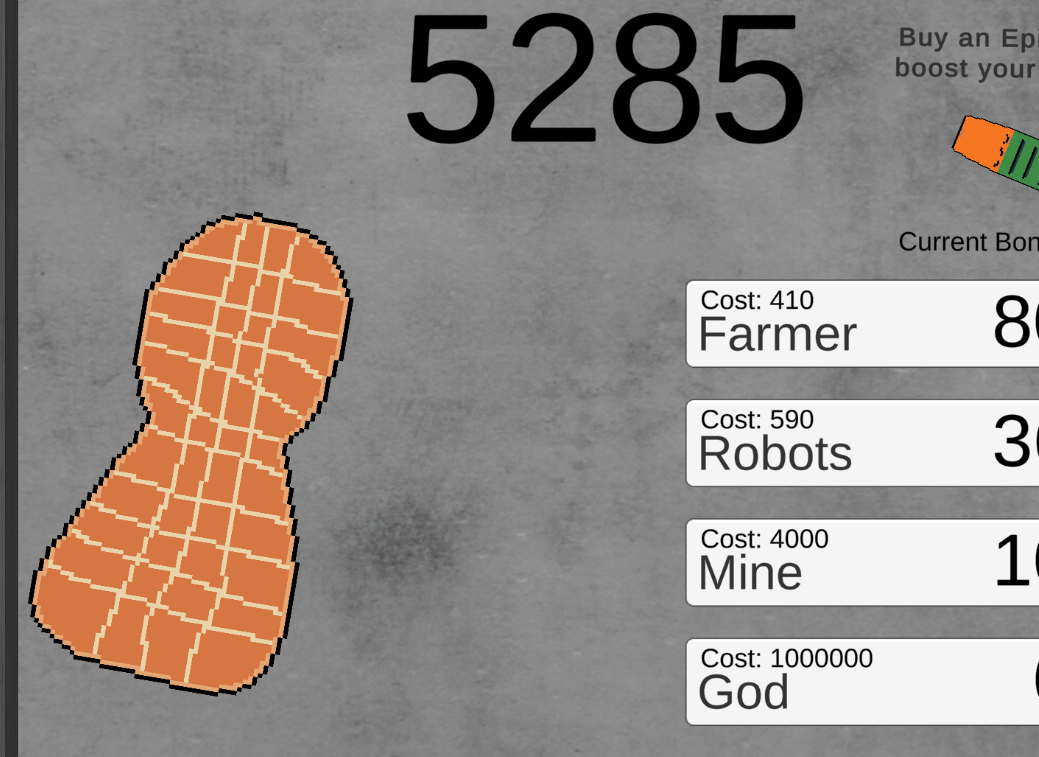 5285
Buy an
boost your
Current
Cost: 410
Farmer
Cost: 590
Robots
Cost: 4000
Mine
Cost: 1000000
God